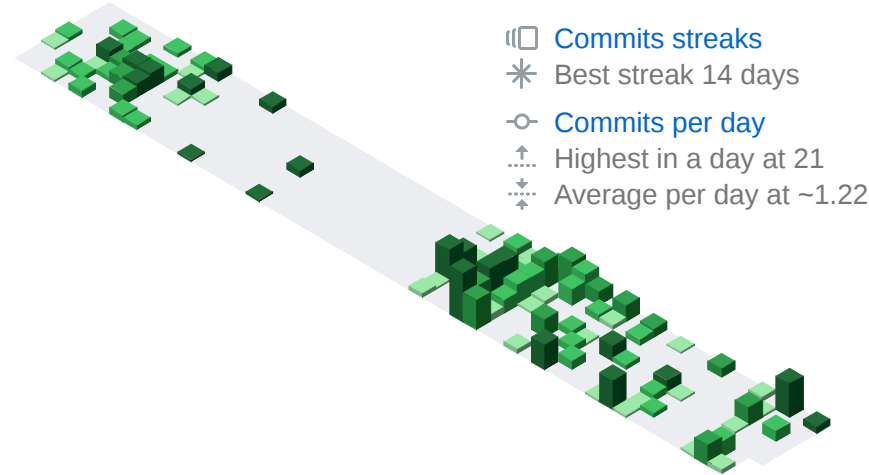 Commits streaks
Best streak 14 days
Commits per day
Highest in a day at 21
Average per day at ~1.22